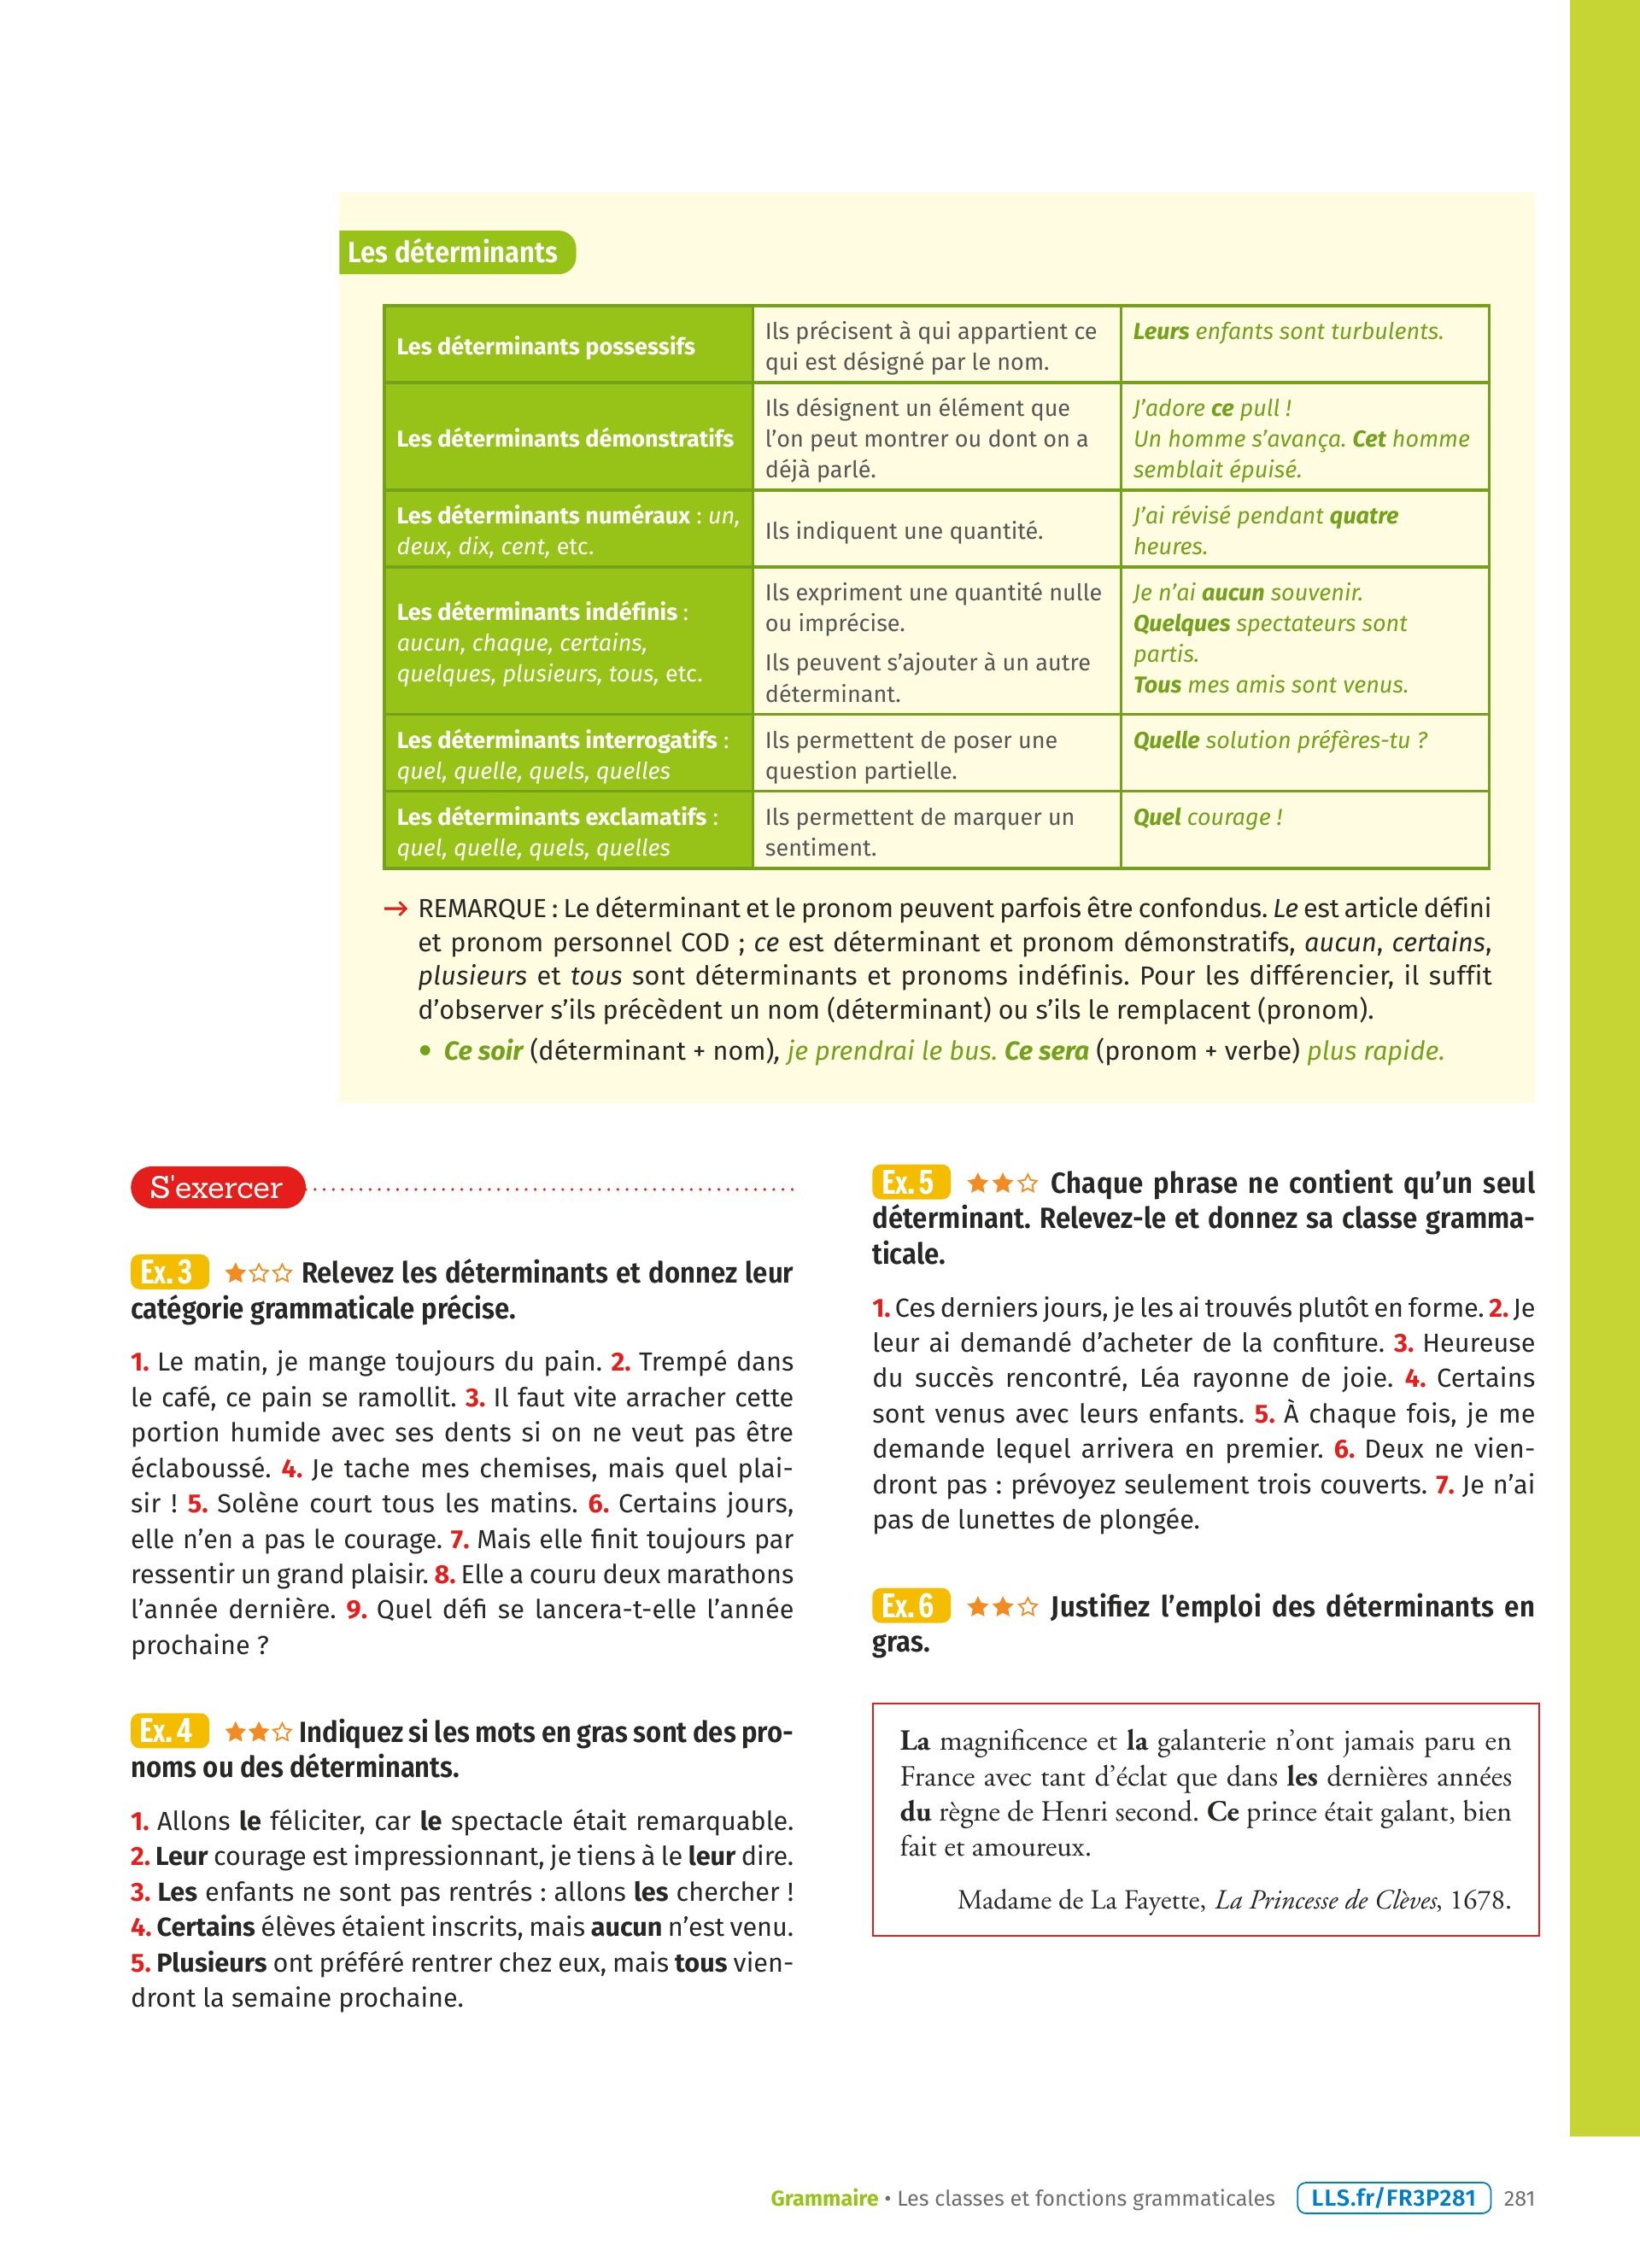 Les déterminants
Les déterminants possessifs
Ils précisent à qui appartient ce
qui est désigné par le nom.
Leurs enfants sont turbulents.
Les déterminants démonstratifs
Ils désignent un élément que
l’on peut montrer ou dont on a
déjà parlé.
J’adore ce pull !
Un homme s’avança. Cet homme
semblait épuisé.
Les déterminants numéraux : un,
deux, dix, cent, etc.
Ils indiquent une quantité.
J’ai révisé pendant quatre
heures.
Les déterminants indéfinis :
aucun, chaque, certains,
quelques, plusieurs, tous, etc.
Ils expriment une quantité nulle
ou imprécise.
Ils peuvent s’ajouter à un autre
déterminant.
Je n’ai aucun souvenir.
Quelques spectateurs sont
partis.
Tous mes amis sont venus.
Les déterminants interrogatifs :
quel, quelle, quels, quelles
Ils permettent de poser une
question partielle.
Quelle solution préfères-tu ?
Les déterminants exclamatifs :
quel, quelle, quels, quelles
Ils permettent de marquer un
sentiment.
Quel courage !
→ REMARQUE : Le déterminant et le pronom peuvent parfois être confondus. Le est article défini
et pronom personnel COD ; ce est déterminant et pronom démonstratifs, aucun, certains,
plusieurs et tous sont déterminants et pronoms indéfinis. Pour les différencier, il suffit
d’observer s’ils précèdent un nom (déterminant) ou s’ils le remplacent (pronom).
• Ce soir (déterminant + nom), je prendrai le bus. Ce sera (pronom + verbe) plus rapide.
S'exercer
Ex. 3 ★☆☆ Relevez les déterminants et donnez leur
catégorie grammaticale précise.
1. Le matin, je mange toujours du pain. 2. Trempé dans
le café, ce pain se ramollit. 3. Il faut vite arracher cette
portion humide avec ses dents si on ne veut pas être
éclaboussé. 4. Je tache mes chemises, mais quel plai-
sir ! 5. Solène court tous les matins. 6. Certains jours,
elle n’en a pas le courage. 7. Mais elle finit toujours par
ressentir un grand plaisir. 8. Elle a couru deux marathons
l’année dernière. 9. Quel défi se lancera-t-elle l’année
prochaine ?
Ex. 4 ★★☆ Indiquez si les mots en gras sont des pro-
noms ou des déterminants.
1. Allons le féliciter, car le spectacle était remarquable.
2. Leur courage est impressionnant, je tiens à le leur dire.
3. Les enfants ne sont pas rentrés : allons les chercher !
4. Certains élèves étaient inscrits, mais aucun n’est venu.
5. Plusieurs ont préféré rentrer chez eux, mais tous vien-
dront la semaine prochaine.
Ex. 5 ★★☆ Chaque phrase ne contient qu’un seul
déterminant. Relevez-le et donnez sa classe gramma-
ticale.
1. Ces derniers jours, je les ai trouvés plutôt en forme. 2. Je
leur ai demandé d’acheter de la confiture. 3. Heureuse
du succès rencontré, Léa rayonne de joie. 4. Certains
sont venus avec leurs enfants. 5. À chaque fois, je me
demande lequel arrivera en premier. 6. Deux ne vien-
dront pas : prévoyez seulement trois couverts. 7. Je n’ai
pas de lunettes de plongée.
Ex. 6 ★★☆ Justifiez l’emploi des déterminants en
gras.
La magnificence et la galanterie n’ont jamais paru en
France avec tant d’éclat que dans les dernières années
du règne de Henri second. Ce prince était galant, bien
fait et amoureux.
Madame de La Fayette, La Princesse de Clèves, 1678.
Grammaire • Les classes et fonctions grammaticales LLS.fr/FR3P281 281